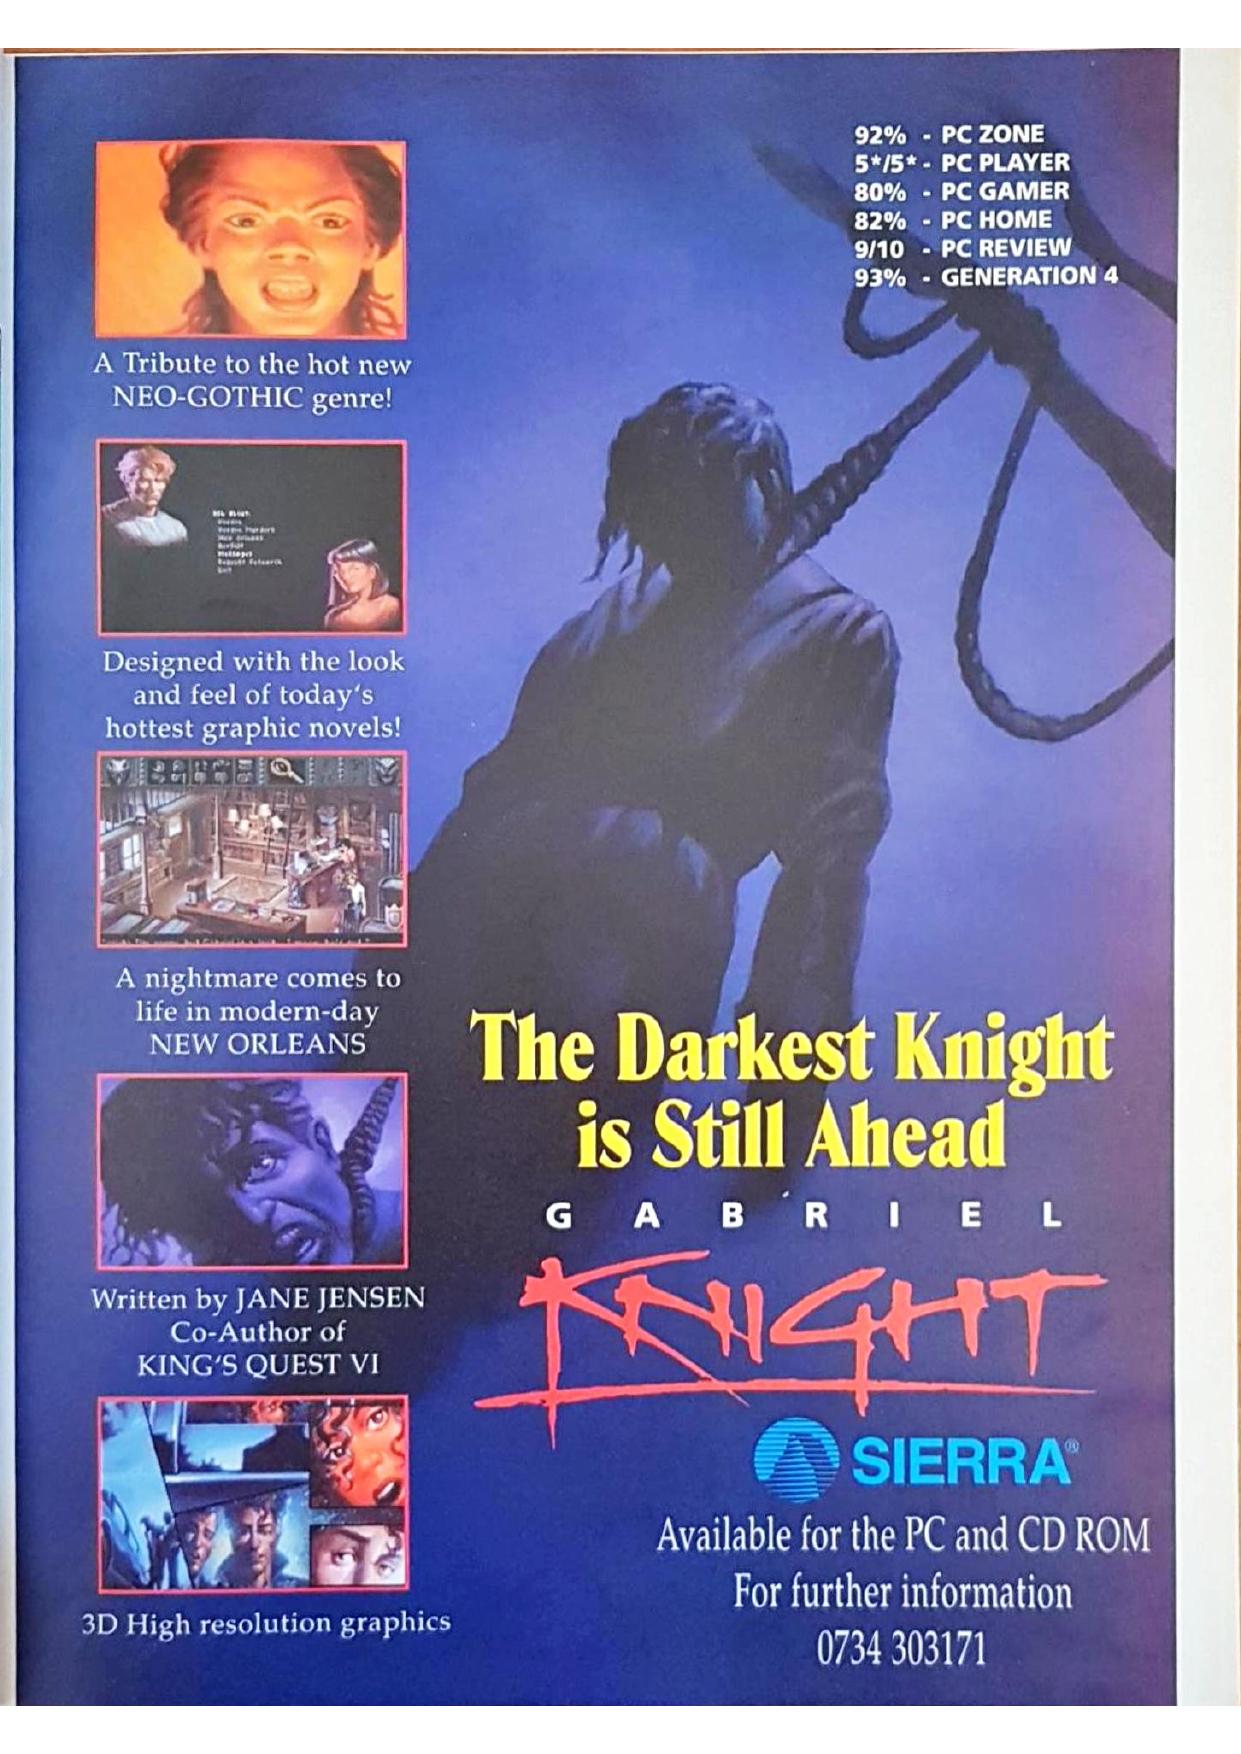 92% - PC ZONE
5*/5* - PC PLAYER
80% - PC GAMER
82% - PC HOME
9/10 - PC REVIEW
93% - GENERATION 4
A Tribute to the hot new
NEO-GOTHIC genre!
Designed with the look
and feel of today's
hottest graphic novels!
A nightmare comes to
life in modern-day
NEW ORLEANS
Written by JANE JENSEN
Co-Author of
KING'S QUEST VI
3D High resolution graphics
The Darkest Knight
is Still Ahead
GABRIEL
KNIGHT
SIERRA®
Available for the PC and CD ROM
For further information
0734 303171